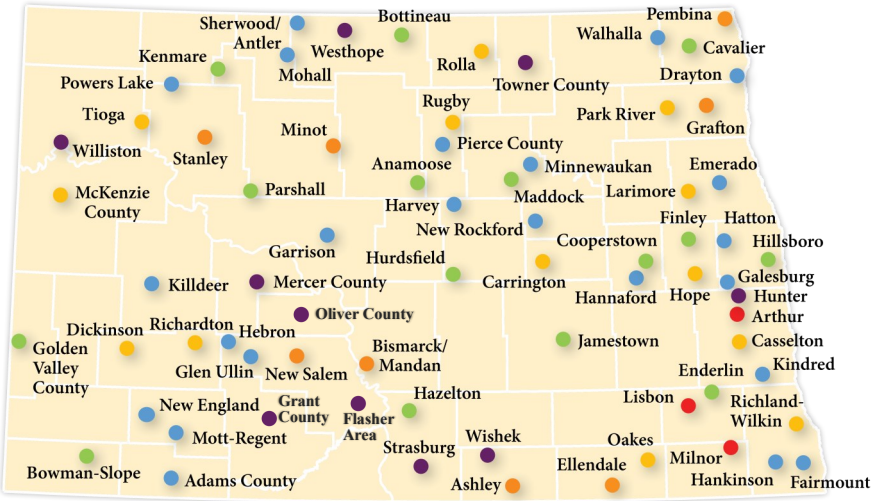 Sherwood/
Antler
Westhope
Bottineau
Pembina
Walhalla
Cavalier
Kenmare
Mohall
Rolla
Towner County
Drayton
Powers Lake
Tioga
Rugby
Park River
Grafton
Williston
Stanley
Minot
Pierce County
Anamoose
Minnewaukan
Emerado
McKenzie
County
Parshall
Harvey
Maddock
Larimore
New Rockford
Finley
Hatton
Garrison
Hurdsfield
Cooperstown
Hillsboro
Killdeer
Mercer County
Carrington
Hannaford
Hope
Galesburg
Hunter
Oliver County
Arthur
Dickinson
Richardton
Hebron
Bismarck/
Mandan
Jamestown
Casselton
Golden
Valley
County
Glen Ullin
New Salem
Enderlin
Kindred
New England
Grant
County
Flasher
Area
Hazelton
Lisbon
Richland-
Wilkin
Mott-Regent
Strasburg
Wishek
Oakes
Milnor
Bowman-Slope
Adams County
Ashley
Ellendale
Hankinson
Fairmount